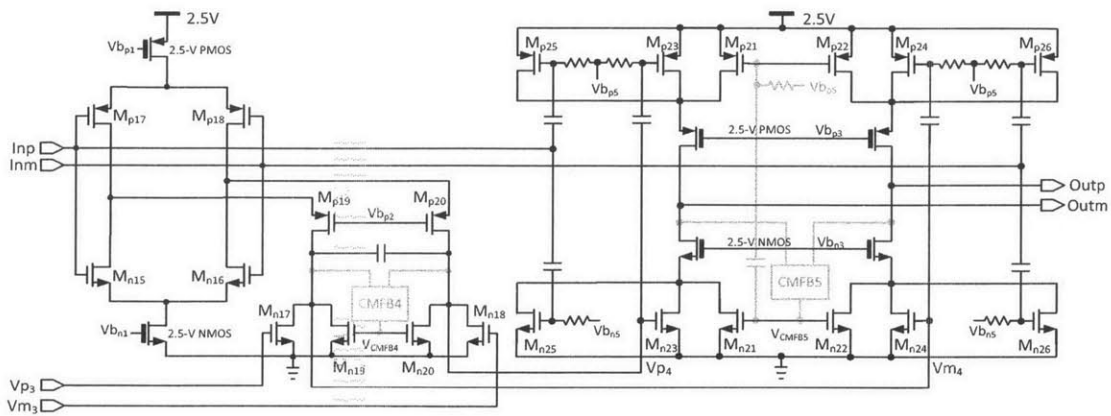 2.5V 2.5V
Mp25 Mp23 Mp21 Mp22 Mp24 Mp26
Vbp1 2.5-V PMOS
Vbp5 Vbp5 Vbp5
Mp17 Mp18
2.5-V PMOS Vbp3
Inp
Inm
Mp19 Mp20 Outp
Vbp2 Outm
2.5-V NMOS Vbn3
Mn15 Mn16
CMFB4 CMFB5
Mn17 Mn18
Vbn1 2.5-V NMOS
Vbn5 Vbn5
VCMFB4 VCMFB5
Mn25 Mn23 Mn21 Mn22 Mn24 Mn26
Mn19 Mn20
Vp3 Vp4 Vm4
Vm3